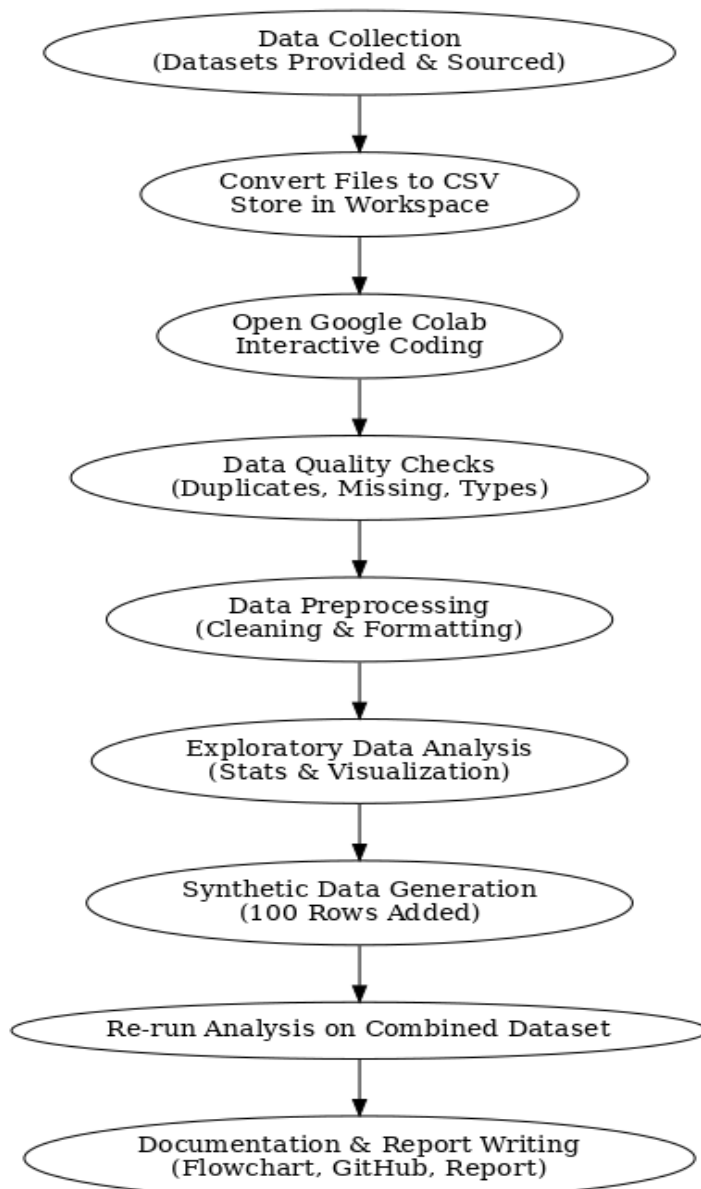 Data Collection
(Datasets Provided & Sourced)
Convert Files to CSV
Store in Workspace
Open Google Colab
Interactive Coding
Data Quality Checks
(Duplicates, Missing, Types)
Data Preprocessing
(Cleaning & Formatting)
Exploratory Data Analysis
(Stats & Visualization)
Synthetic Data Generation
(100 Rows Added)
Re-run Analysis on Combined Dataset
Documentation & Report Writing
(Flowchart, GitHub, Report)